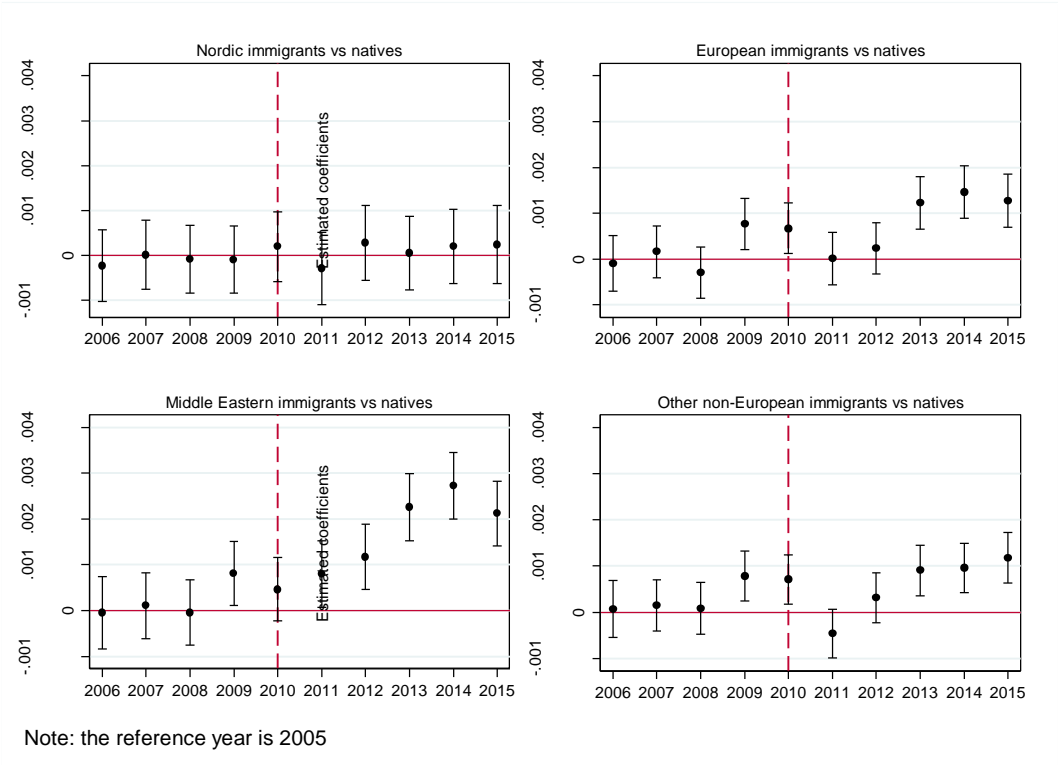 Nordic immigrants vs natives
European immigrants vs natives
.004
.003
.002
.001
0
-.001
Estimated coefficients
2006 2007 2008 2009 2010 2011 2012 2013 2014 2015
.004
.003
.002
.001
0
-.001
2006 2007 2008 2009 2010 2011 2012 2013 2014 2015
Middle Eastern immigrants vs natives
Other non-European immigrants vs natives
.004
.003
.002
.001
0
-.001
Estimated coefficients
2006 2007 2008 2009 2010 2011 2012 2013 2014 2015
.004
.003
.002
.001
0
-.001
2006 2007 2008 2009 2010 2011 2012 2013 2014 2015
Note: the reference year is 2005